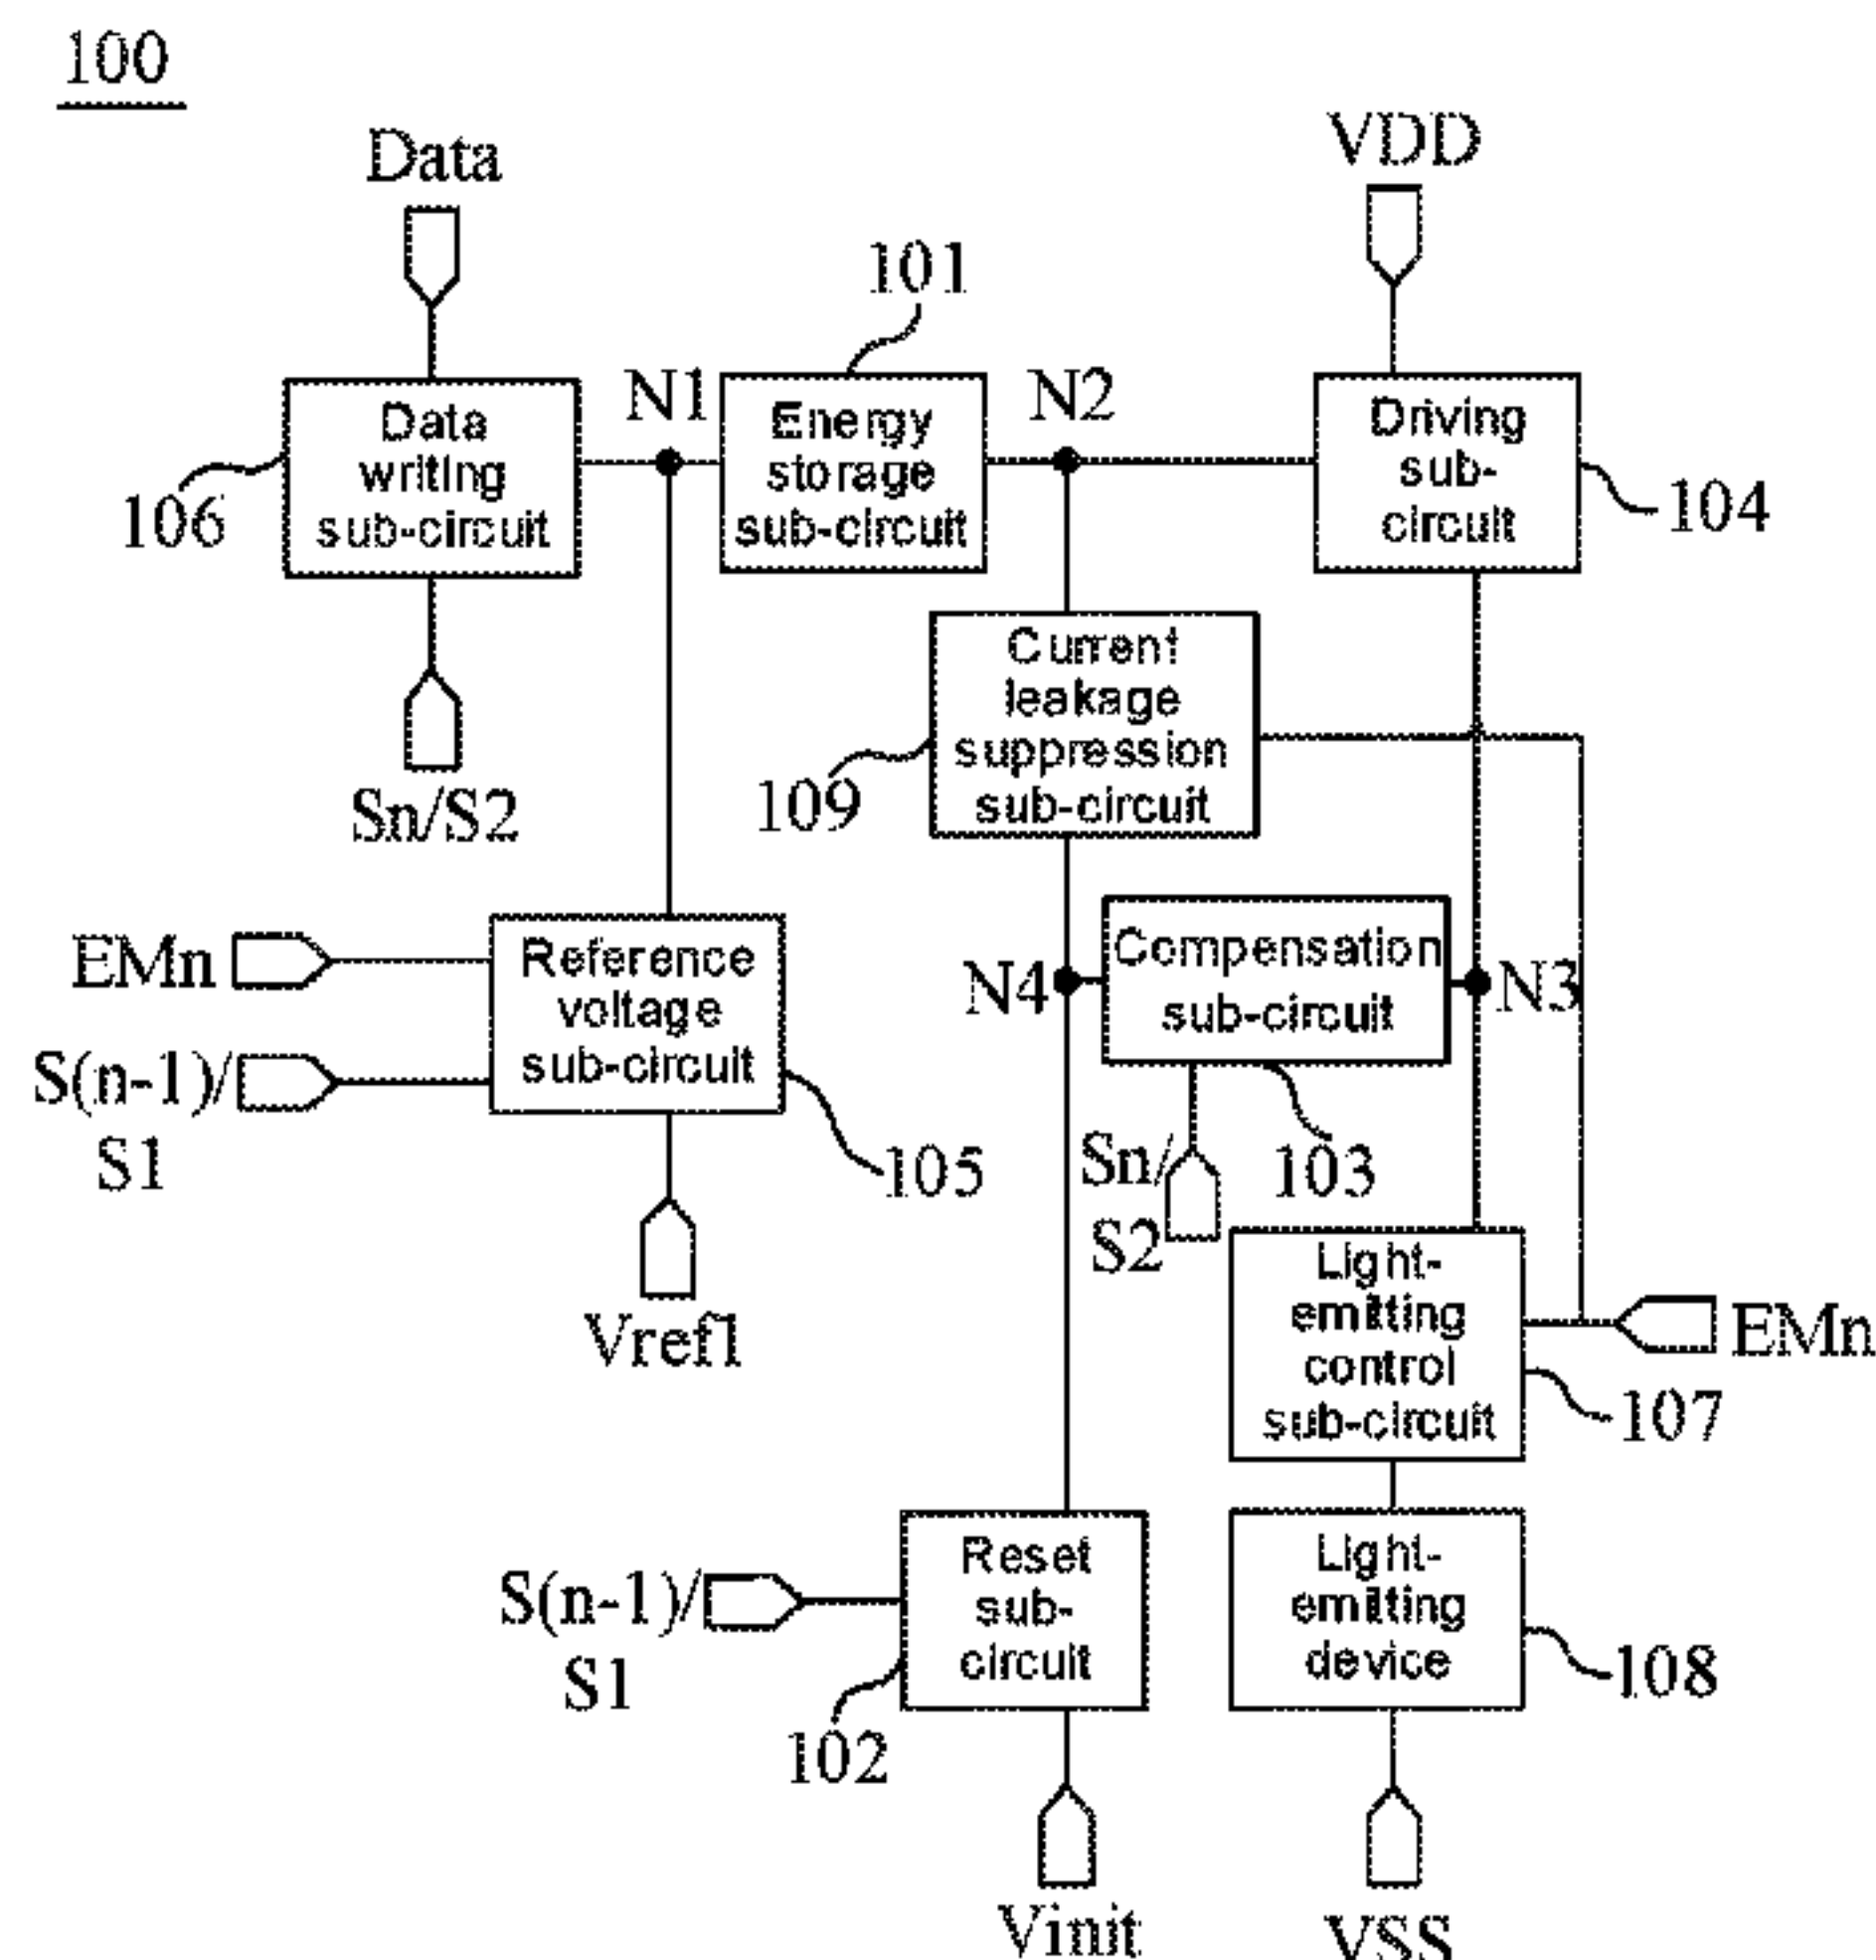 100
Data
VDD
101
N1
N2
Data
writing
sub-circuit
Energy
storage
sub-circuit
Driving
sub-
circuit
106
104
Current
leakage
suppression
sub-circuit
109
Sn/S2
EMn
Reference
voltage
sub-circuit
N4
Compensation
sub-circuit
N3
S(n-1)/
S1
105
Sn/
S2
103
Vref1
Light-
emitting
control
sub-circuit
EMn
107
S(n-1)/
S1
Reset
sub-
circuit
Light-
emitting
device
102
108
Vinit
VSS